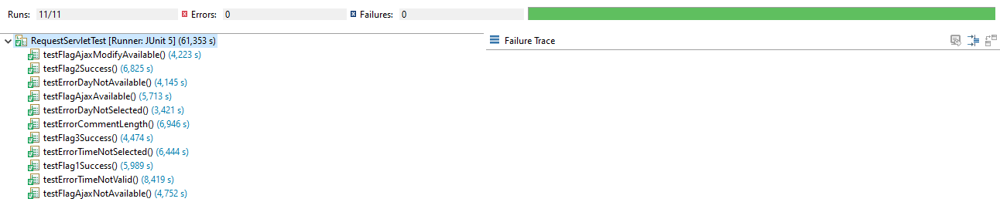 Runs: 11/11 Errors: 0 Failures: 0
RequestServletTest [Runner: JUnit 5] (61,353 s) Failure Trace
testFlagAjaxModifyAvailable() (4,223 s)
testFlag2Success() (6,825 s)
testErrorDayNotAvailable() (4,145 s)
testFlagAjaxAvailable() (5,713 s)
testErrorDayNotSelected() (3,421 s)
testErrorCommentLength() (6,946 s)
testFlag3Success() (4,474 s)
testErrorTimeNotSelected() (6,444 s)
testFlag1Success() (5,989 s)
testErrorTimeNotValid() (8,419 s)
testFlagAjaxNotAvailable() (4,752 s)